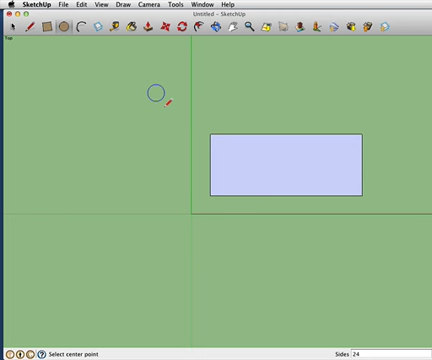 SketchUp File Edit View Draw Camera Tools Window Help
Untitled - SketchUp
Top
Select center point Sides 24